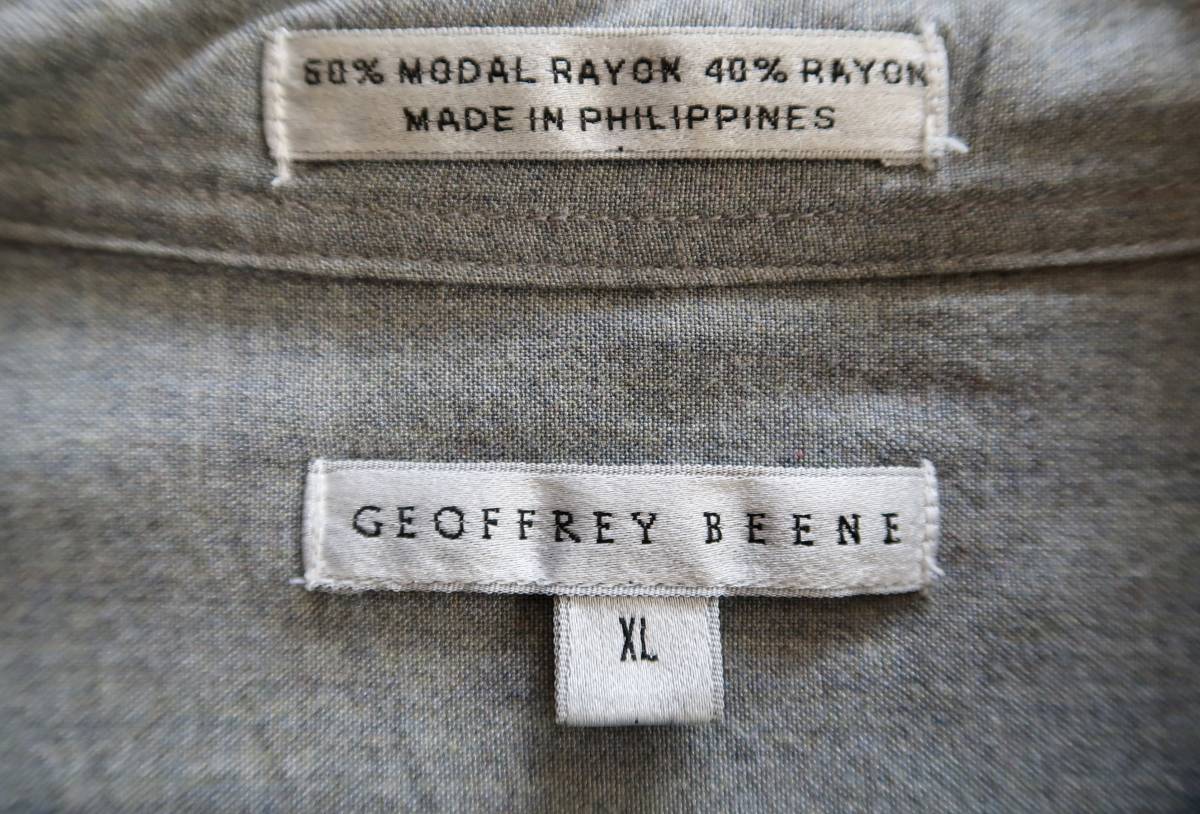 60% MODAL RAYON 40% RAYON
MADE IN PHILIPPINES
GEOFFREY BEENE
XL